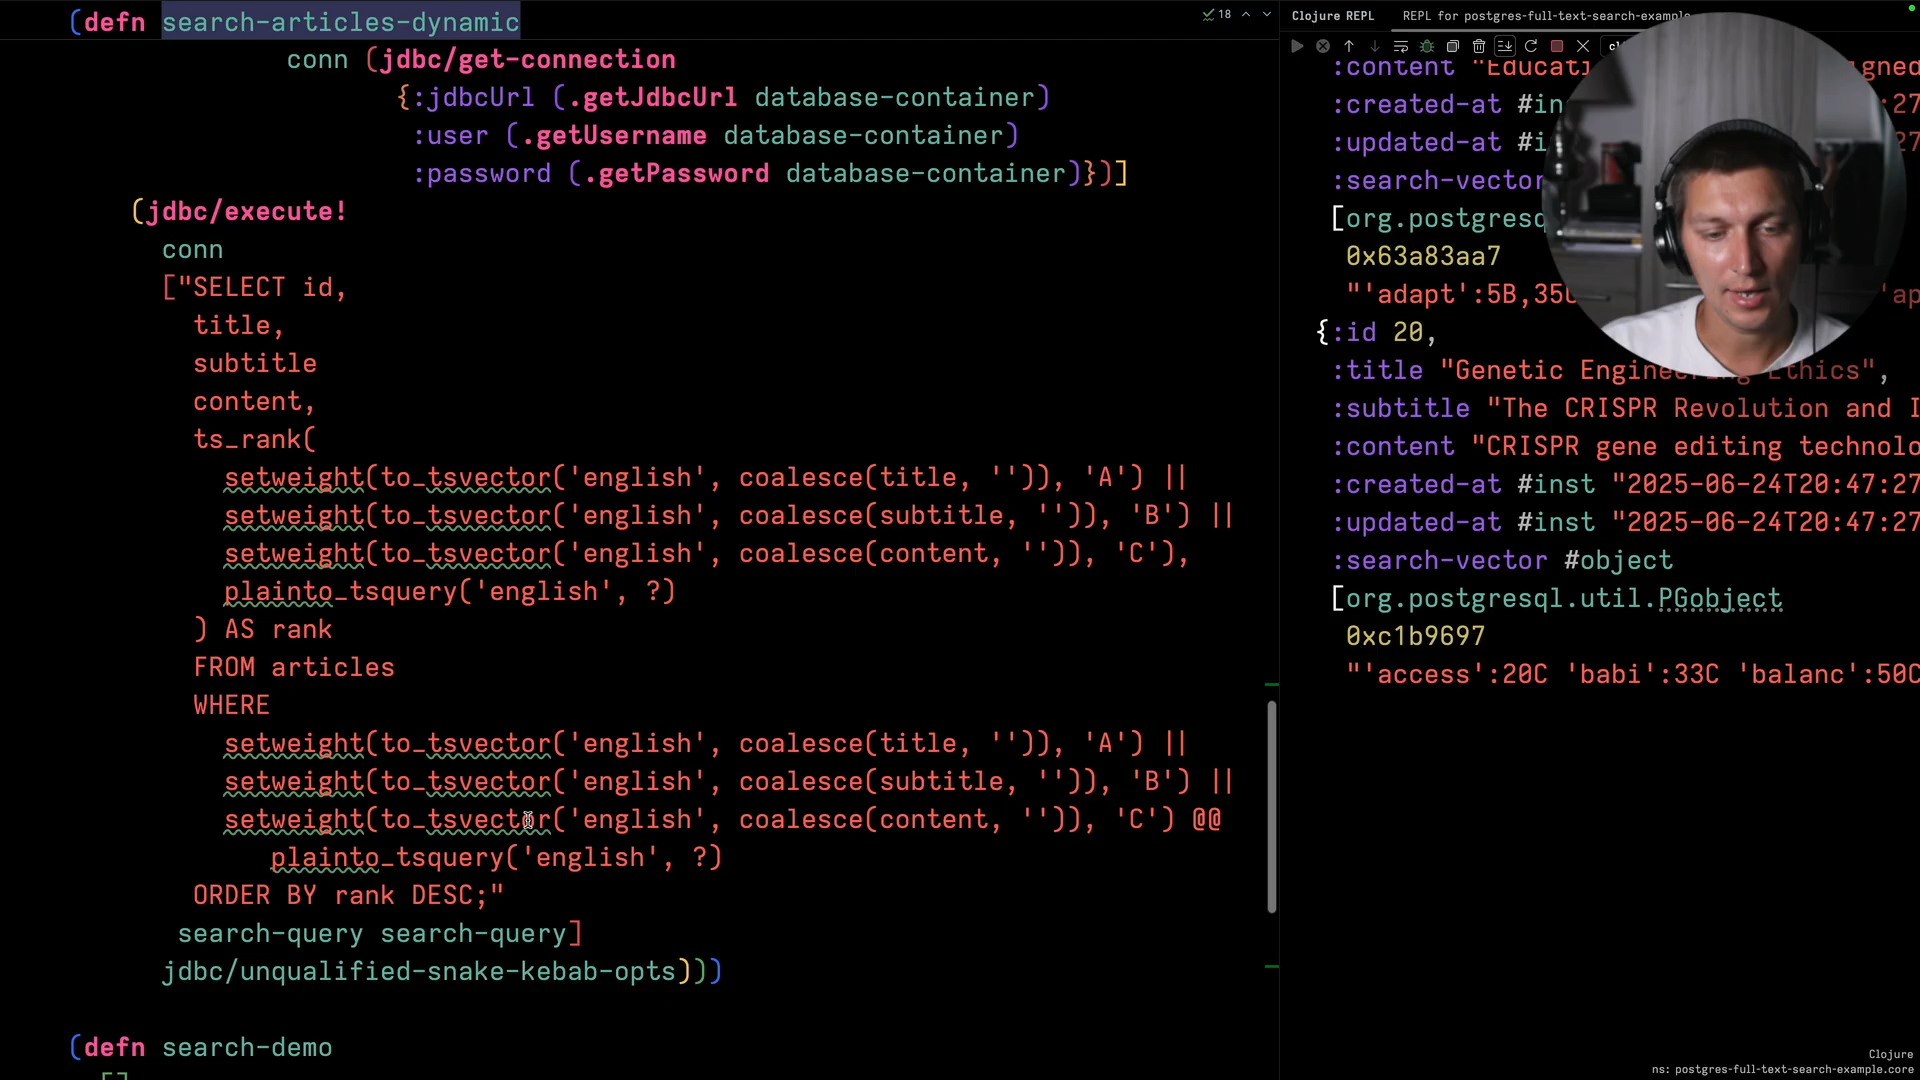 (defn search-articles-dynamic
18
conn (jdbc/get-connection
{:jdbcUrl (.getJdbcUrl database-container)
:user (.getUsername database-container)
:password (.getPassword database-container)})]
(jdbc/execute!
conn
["SELECT id,
title,
subtitle
content,
ts_rank(
setweight(to_tsvector('english', coalesce(title, '')), 'A') ||
setweight(to_tsvector('english', coalesce(subtitle, '')), 'B') ||
setweight(to_tsvector('english', coalesce(content, '')), 'C'),
plainto_tsquery('english', ?)
) AS rank
FROM articles
WHERE
setweight(to_tsvector('english', coalesce(title, '')), 'A') ||
setweight(to_tsvector('english', coalesce(subtitle, '')), 'B') ||
setweight(to_tsvector('english', coalesce(content, '')), 'C') @@
plainto_tsquery('english', ?)
ORDER BY rank DESC;"
search-query search-query]
jdbc/unqualified-snake-kebab-opts)))
(defn search-demo
[]
Clojure REPL
REPL for postgres-full-text-search-example
:content
:created-at
:updated-at
:search-vector
0x63a83aa7
"'adapt':5B,
{:id 20,
:title "Genetic Engineering Ethics",
:subtitle "The CRISPR Revolution and
:content "CRISPR gene editing
:created-at #inst "2025-06-24T20:47:27
:updated-at #inst "2025-06-24T20:47:27
:search-vector #object
[org.postgresql.util.PGobject
0xc1b9697
"'access':20C 'babi':33C 'balanc':50C
Clojure
ns: postgres-full-text-search-example.core